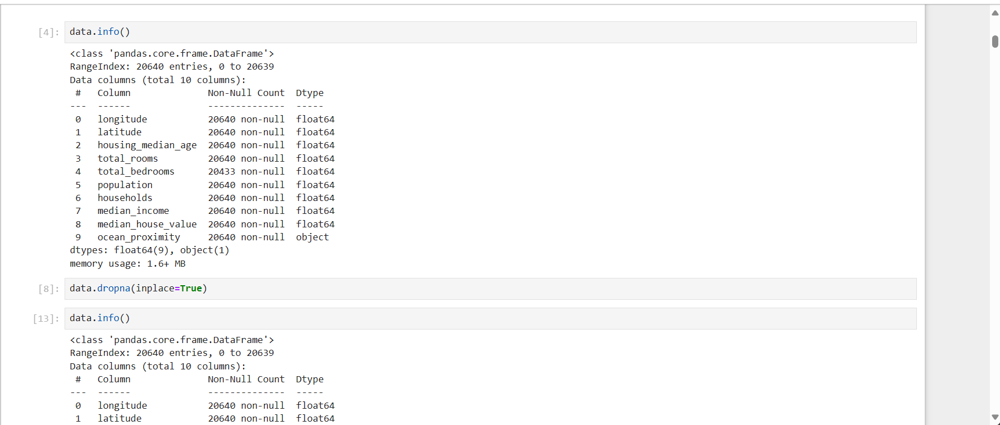 [4]: data.info()
<class 'pandas.core.frame.DataFrame'>
RangeIndex: 20640 entries, 0 to 20639
Data columns (total 10 columns):
 #   Column              Non-Null Count  Dtype
---  ------              --------------  -----
 0   longitude           20640 non-null  float64
 1   latitude            20640 non-null  float64
 2   housing_median_age  20640 non-null  float64
 3   total_rooms         20640 non-null  float64
 4   total_bedrooms      20433 non-null  float64
 5   population          20640 non-null  float64
 6   households          20640 non-null  float64
 7   median_income       20640 non-null  float64
 8   median_house_value  20640 non-null  float64
 9   ocean_proximity     20640 non-null  object
dtypes: float64(9), object(1)
memory usage: 1.6+ MB
[8]: data.dropna(inplace=True)
[13]: data.info()
<class 'pandas.core.frame.DataFrame'>
RangeIndex: 20640 entries, 0 to 20639
Data columns (total 10 columns):
 #   Column              Non-Null Count  Dtype
---  ------              --------------  -----
 0   longitude           20640 non-null  float64
 1   latitude            20640 non-null  float64